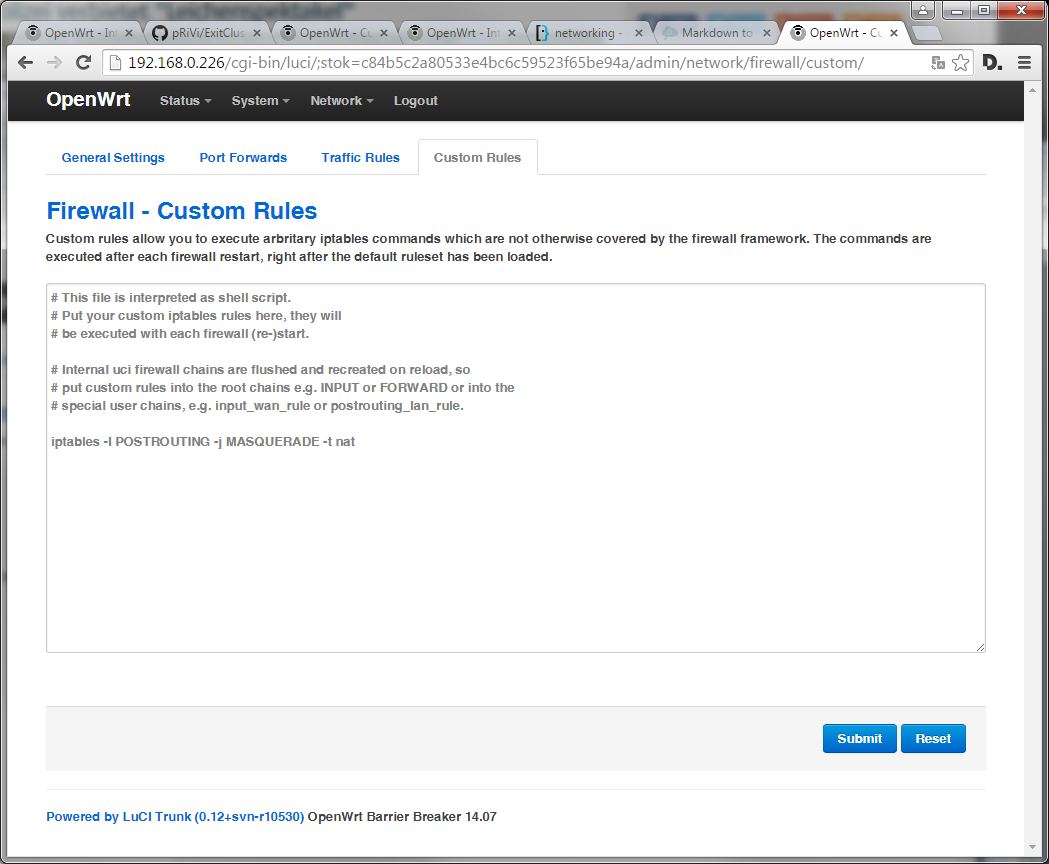 kizei verbietet "Leichenspektakel"
OpenWrt - Int
pRiVi/ExitClus
OpenWrt - Cu
OpenWrt - Int
networking -
Markdown to
OpenWrt - Cu
192.168.0.226/cgi-bin/luci/;stok=c84b5c2a80533e4bc6c59523f65be94a/admin/network/firewall/custom/
D.
OpenWrt Status System Network Logout
General Settings Port Forwards Traffic Rules Custom Rules
Firewall - Custom Rules
Custom rules allow you to execute arbritary iptables commands which are not otherwise covered by the firewall framework. The commands are
executed after each firewall restart, right after the default ruleset has been loaded.
# This file is interpreted as shell script.
# Put your custom iptables rules here, they will
# be executed with each firewall (re-)start.
# Internal uci firewall chains are flushed and recreated on reload, so
# put custom rules into the root chains e.g. INPUT or FORWARD or into the
# special user chains, e.g. input_wan_rule or postrouting_lan_rule.
iptables -I POSTROUTING -j MASQUERADE -t nat
Submit Reset
Powered by LuCI Trunk (0.12+svn-r10530) OpenWrt Barrier Breaker 14.07